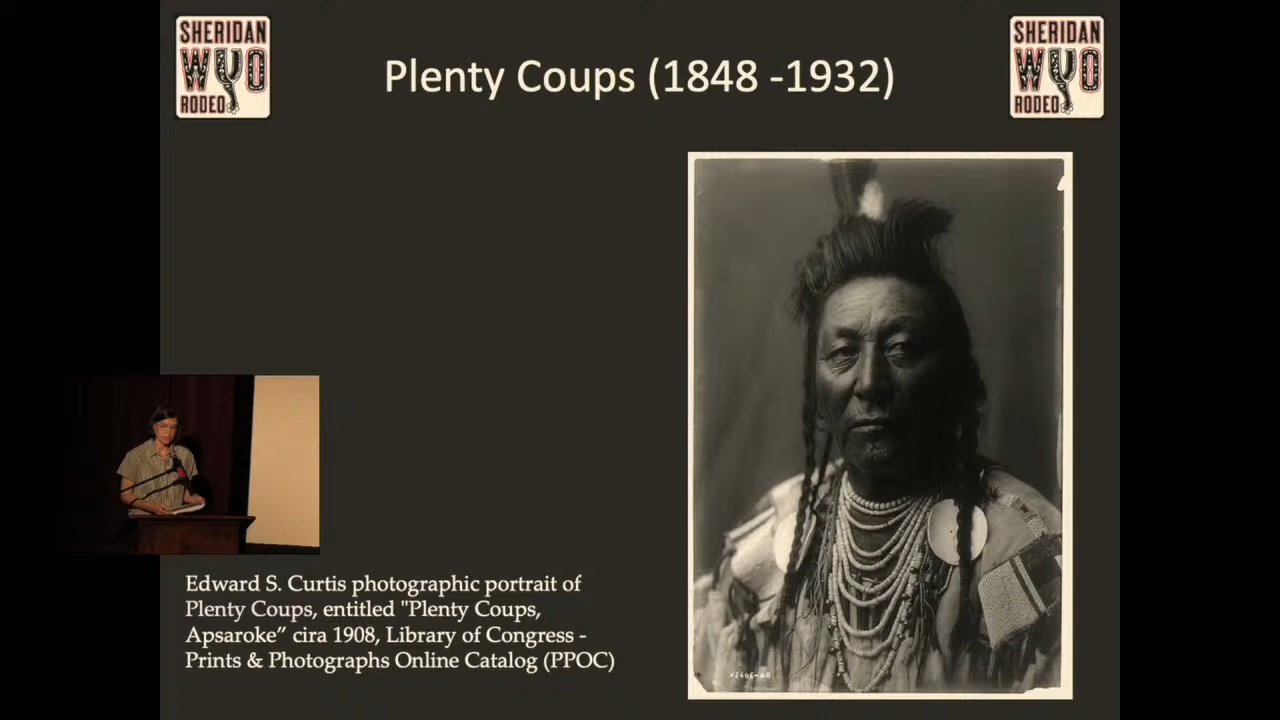 SHERIDAN
WYO
RODEO
Plenty Coups (1848 -1932)
SHERIDAN
WYO
RODEO
Edward S. Curtis photographic portrait of
Plenty Coups, entitled "Plenty Coups,
Apsaroke” cira 1908, Library of Congress -
Prints & Photographs Online Catalog (PPOC)